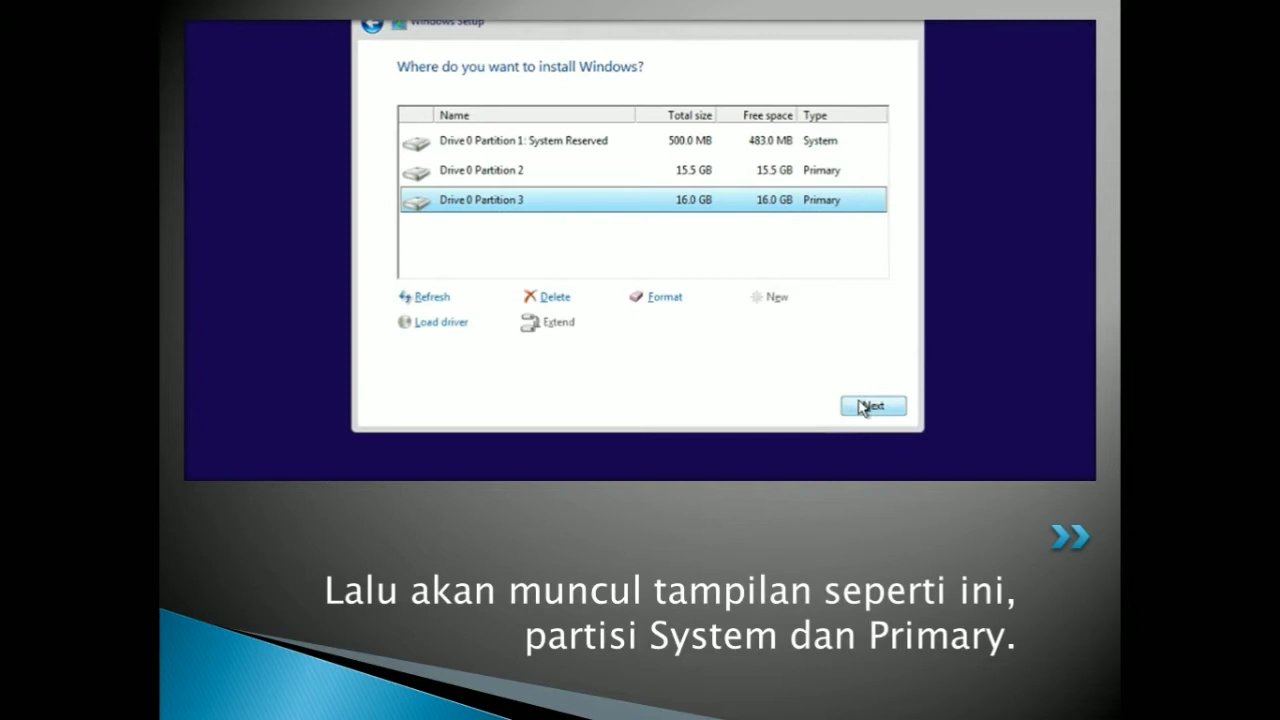 Windows Setup
Where do you want to install Windows?
Name Total size Free space Type
Drive 0 Partition 1: System Reserved 500.0 MB 483.0 MB System
Drive 0 Partition 2 15.5 GB 15.5 GB Primary
Drive 0 Partition 3 16.0 GB 16.0 GB Primary
Refresh Delete Format New
Load driver Extend
Next
Lalu akan muncul tampilan seperti ini,
partisi System dan Primary.